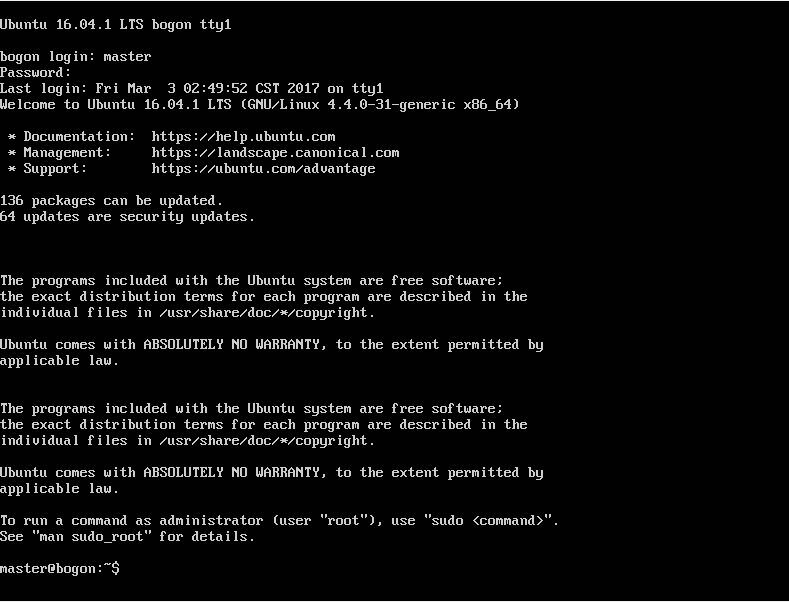 Ubuntu 16.04.1 LTS bogon tty1
bogon login: master
Password:
Last login: Fri Mar  3 02:49:52 CST 2017 on tty1
Welcome to Ubuntu 16.04.1 LTS (GNU/Linux 4.4.0-31-generic x86_64)
 * Documentation:  https://help.ubuntu.com
 * Management:     https://landscape.canonical.com
 * Support:        https://ubuntu.com/advantage
136 packages can be updated.
64 updates are security updates.
The programs included with the Ubuntu system are free software;
the exact distribution terms for each program are described in the
individual files in /usr/share/doc/*/copyright.
Ubuntu comes with ABSOLUTELY NO WARRANTY, to the extent permitted by
applicable law.
The programs included with the Ubuntu system are free software;
the exact distribution terms for each program are described in the
individual files in /usr/share/doc/*/copyright.
Ubuntu comes with ABSOLUTELY NO WARRANTY, to the extent permitted by
applicable law.
To run a command as administrator (user "root"), use "sudo <command>".
See "man sudo_root" for details.
master@bogon:~$